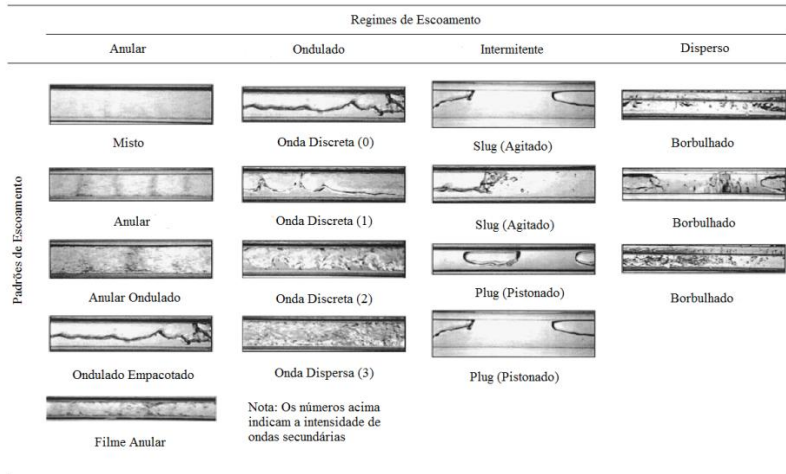 Regimes de Escoamento
Anular
Ondulado
Intermitente
Disperso
Padrões de Escoamento
Misto
Onda Discreta (0)
Slug (Agitado)
Borbulhado
Anular
Onda Discreta (1)
Slug (Agitado)
Borbulhado
Anular Ondulado
Onda Discreta (2)
Plug (Pistonado)
Borbulhado
Ondulado Empacotado
Onda Dispersa (3)
Plug (Pistonado)
Filme Anular
Nota: Os números acima
indicam a intensidade de
ondas secundárias